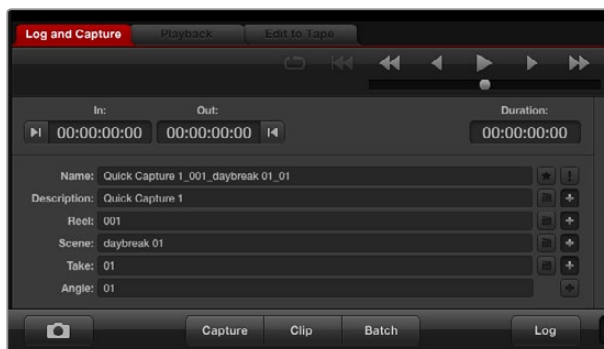 Log and Capture Playback Edit to Tape
In: Out: Duration:
00:00:00:00 00:00:00:00 00:00:00:00
Name: Quick Capture 1_001_daybreak 01_01
Description: Quick Capture 1
Reel: 001
Scene: daybreak 01
Take: 01
Angle: 01
Capture Clip Batch Log